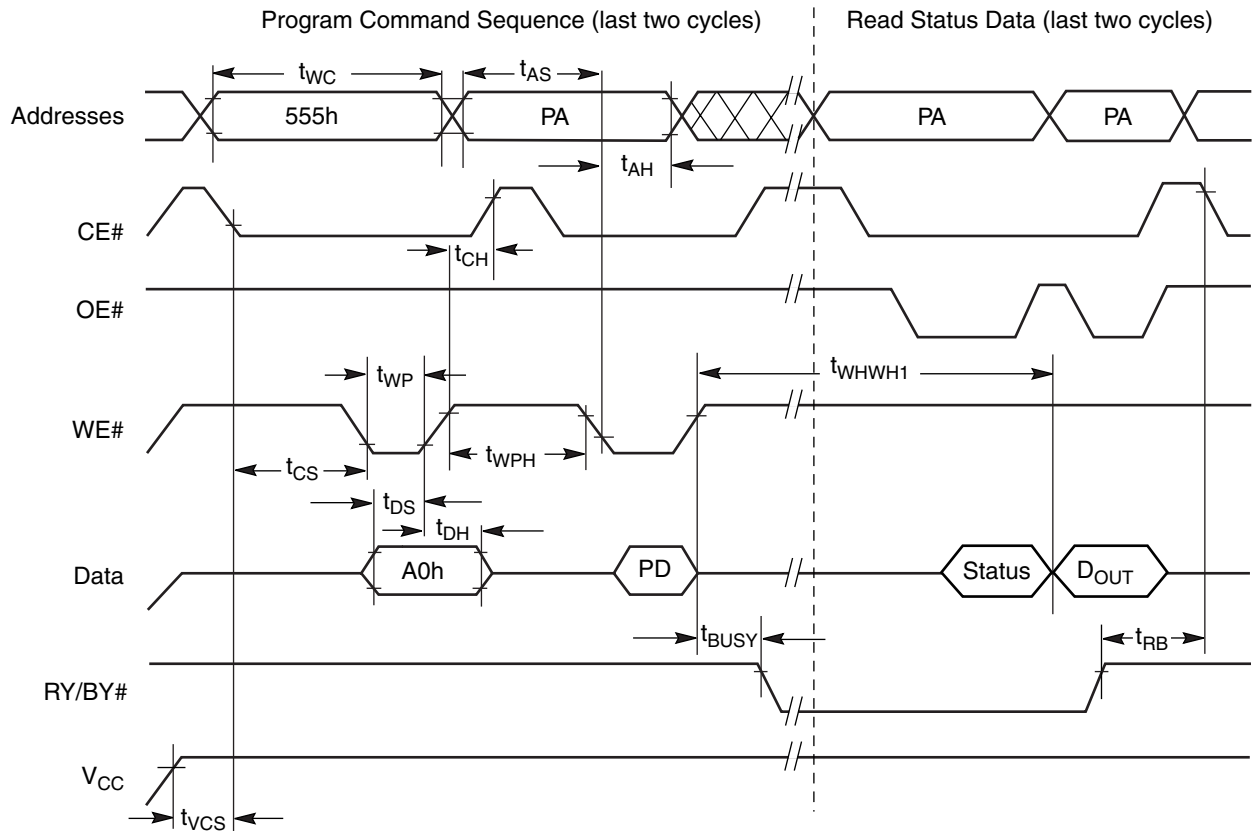 Program Command Sequence (last two cycles)
Read Status Data (last two cycles)
tWC
tAS
Addresses
555h
PA
PA
PA
tAH
CE#
tCH
OE#
tWHWH1
tWP
WE#
tCS
tWPH
tDS
tDH
Data
A0h
PD
Status
DOUT
tBUSY
tRB
RY/BY#
VCC
tVCS